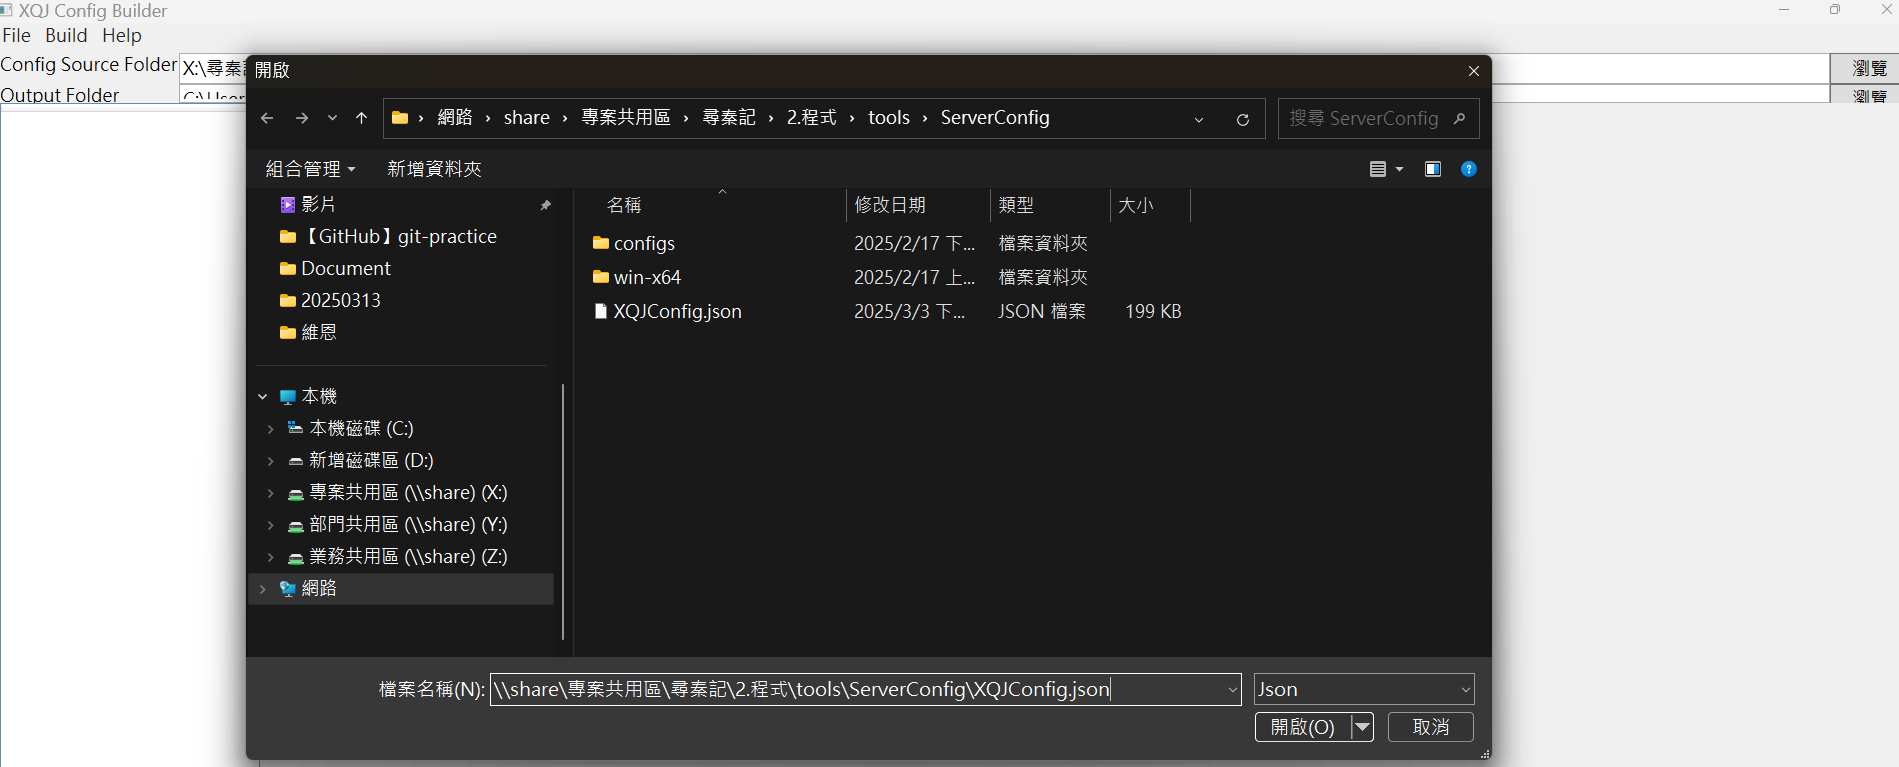 XQJ Config Builder
File Build Help
Config Source Folder X:\尋秦 瀏覽
Output Folder C:\User 瀏覽
開啟
網路 › share › 專案共用區 › 尋秦記 › 2.程式 › tools › ServerConfig
搜尋 ServerConfig
組合管理 新增資料夾
名稱 修改日期 類型 大小
configs 2025/2/17 下... 檔案資料夾
win-x64 2025/2/17 上... 檔案資料夾
XQJConfig.json 2025/3/3 下... JSON 檔案 199 KB
影片
【GitHub】git-practice
Document
20250313
維恩
本機
本機磁碟 (C:)
新增磁碟區 (D:)
專案共用區 (\\share) (X:)
部門共用區 (\\share) (Y:)
業務共用區 (\\share) (Z:)
網路
檔案名稱(N): \\share\專案共用區\尋秦記\2.程式\tools\ServerConfig\XQJConfig.json Json
開啟(O) 取消